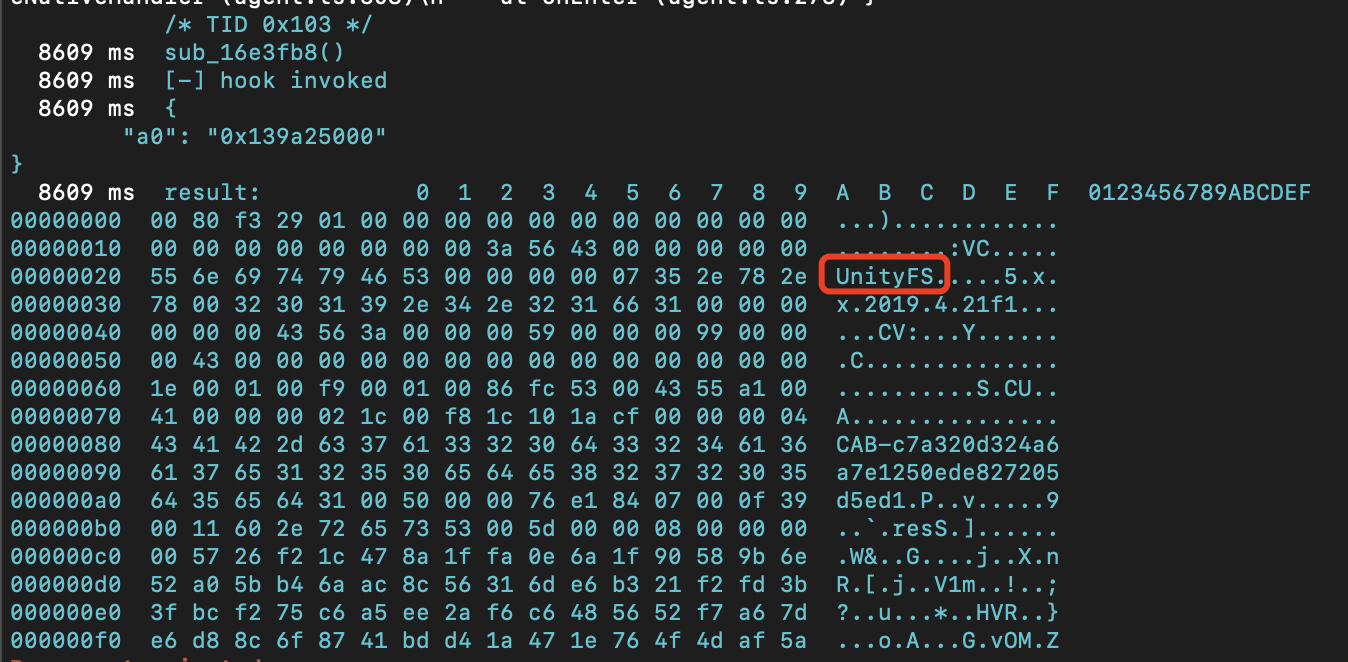 /* TID 0x103 */
8609 ms  sub_16e3fb8()
8609 ms  [-] hook invoked
8609 ms  {
"a0": "0x139a25000"
}
8609 ms  result:           0  1  2  3  4  5  6  7  8  9  A  B  C  D  E  F  0123456789ABCDEF
00000000  00 80 f3 29 01 00 00 00 00 00 00 00 00 00 00 00  ...)............
00000010  00 00 00 00 00 00 00 00 3a 56 43 00 00 00 00 00  ........:VC.....
00000020  55 6e 69 74 79 46 53 00 00 00 00 07 35 2e 78 2e  UnityFS.....5.x.
00000030  78 00 32 30 31 39 2e 34 2e 32 31 66 31 00 00 00  x.2019.4.21f1...
00000040  00 00 00 43 56 3a 00 00 00 59 00 00 99 00 00 00  ...CV:...Y......
00000050  00 43 00 00 00 00 00 00 00 00 00 00 00 00 00 00  .C..............
00000060  1e 00 01 00 f9 00 01 00 86 fc 53 00 43 55 a1 00  ..........S.CU..
00000070  41 00 00 00 02 1c 00 f8 1c 10 1a cf 00 00 00 04  A...............
00000080  43 41 42 2d 63 37 61 33 32 30 64 33 32 34 61 36  CAB-c7a320d324a6
00000090  61 37 65 31 32 35 30 65 64 65 38 32 37 32 30 35  a7e1250ede827205
000000a0  64 35 65 64 31 00 50 00 00 76 e1 84 07 00 0f 39  d5ed1.P..v.....9
000000b0  00 11 60 2e 72 65 73 53 00 5d 00 00 08 00 00 00  ..`.resS.]......
000000c0  00 57 26 f2 1c 47 8a 1f fa 0e 6a 1f 90 58 9b 6e  .W&..G....j..X.n
000000d0  52 a0 5b b4 6a ac 8c 56 31 6d e6 b3 21 f2 fd 3b  R.[.j..V1m..!..;
000000e0  3f bc f2 75 c6 a5 ee 2a f6 c6 48 56 52 f7 a6 7d  ?..u...*..HVR..}
000000f0  e6 d8 8c 6f 87 41 bd d4 1a 47 1e 76 4f 4d af 5a  ...o.A...G.vOM.Z